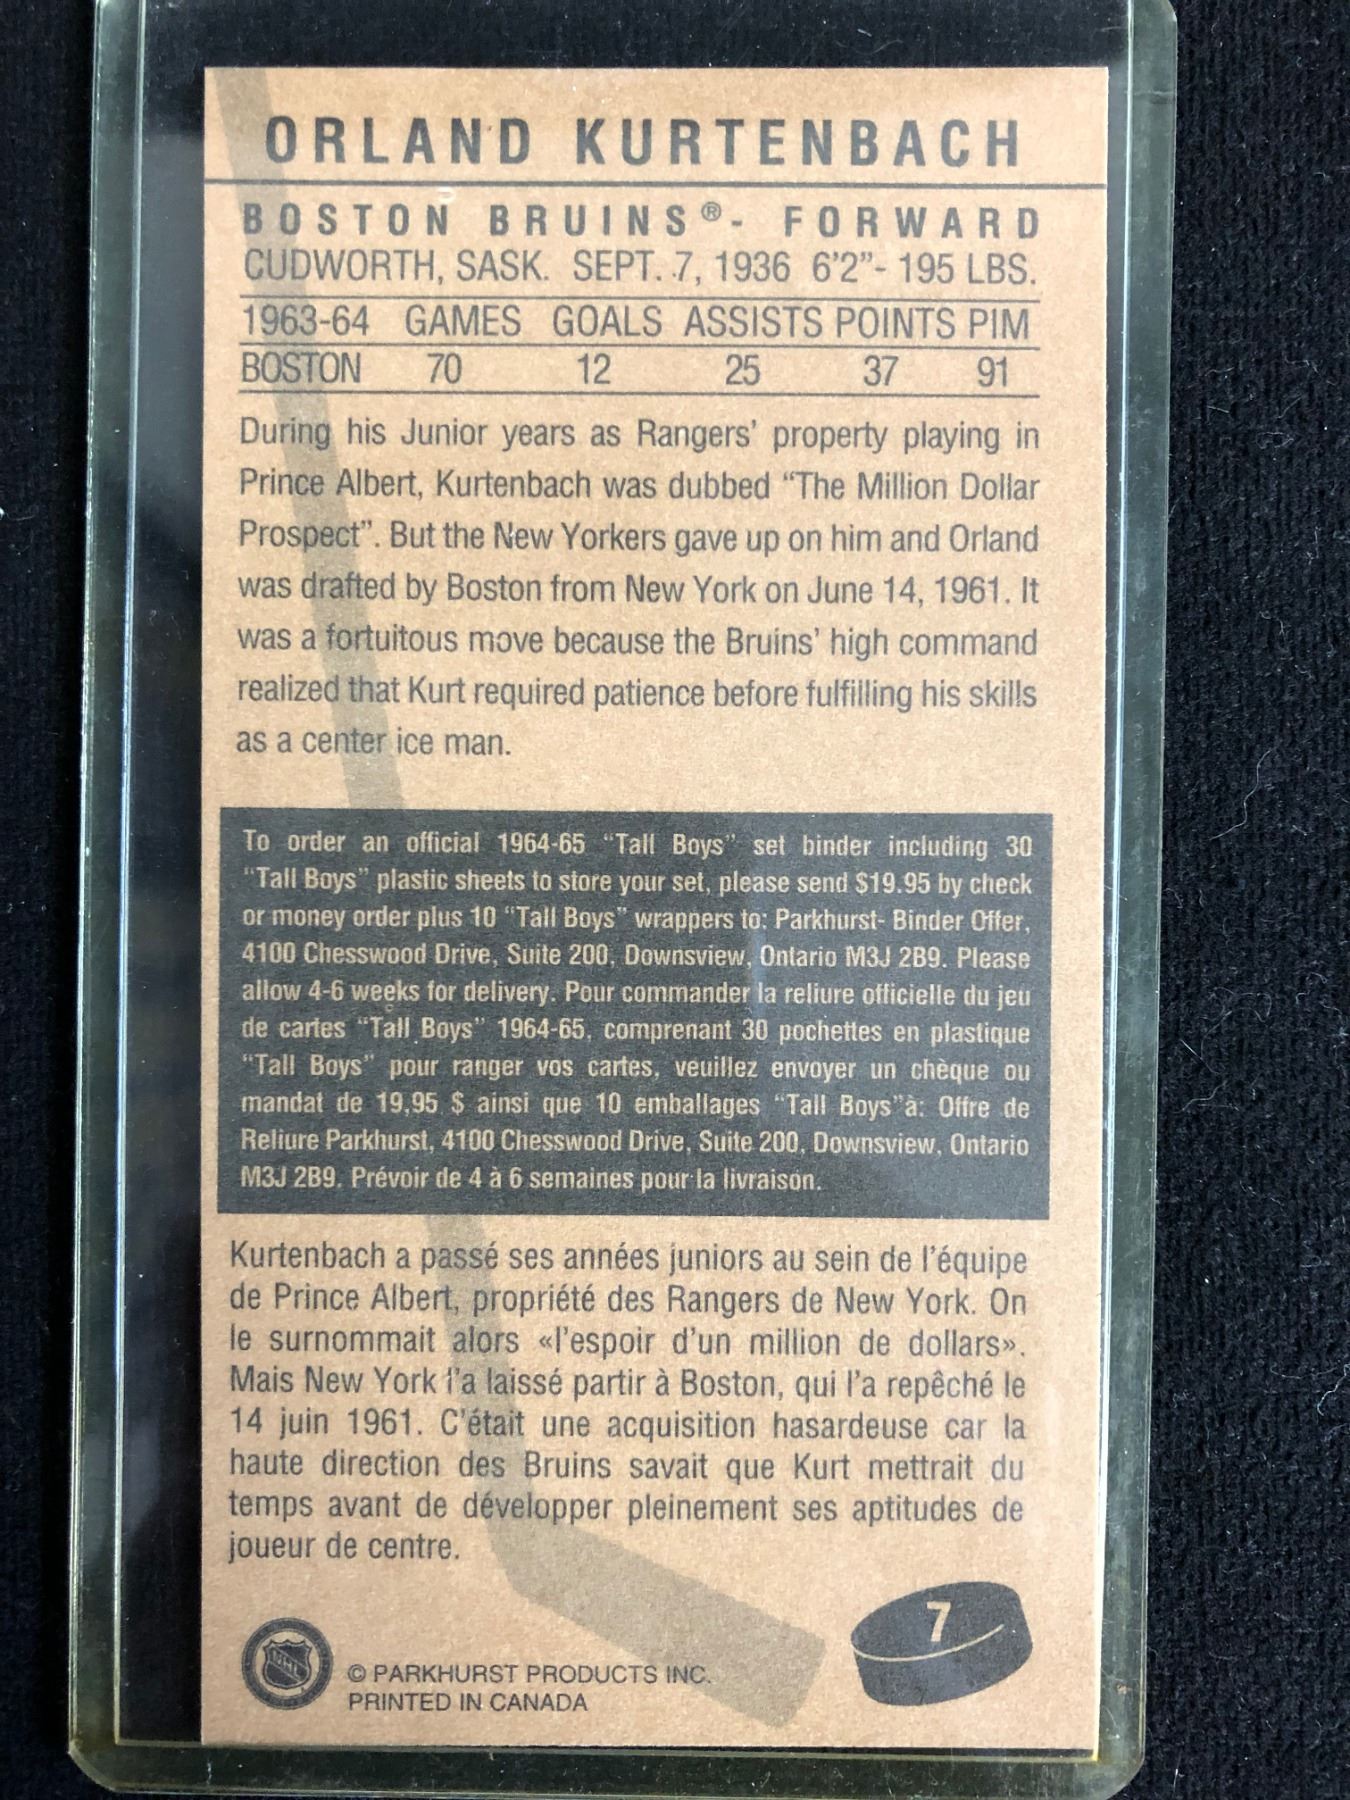 ORLAND KURTENBACH
BOSTON BRUINS®- FORWARD
CUDWORTH, SASK. SEPT. 7, 1936 6'2"- 195 LBS.
1963-64 GAMES GOALS ASSISTS POINTS PIM
BOSTON 70 12 25 37 91
During his Junior years as Rangers' property playing in
Prince Albert, Kurtenbach was dubbed “The Million Dollar
Prospect”. But the New Yorkers gave up on him and Orland
was drafted by Boston from New York on June 14, 1961. It
was a fortuitous move because the Bruins' high command
realized that Kurt required patience before fulfilling his skills
as a center ice man.
To order an official 1964-65 “Tall Boys” set binder including 30
“Tall Boys” plastic sheets to store your set, please send $19.95 by check
or money order plus 10 “Tall Boys” wrappers to: Parkhurst- Binder Offer,
4100 Chesswood Drive, Suite 200, Downsview, Ontario M3J 2B9. Please
allow 4-6 weeks for delivery. Pour commander la reliure officielle du jeu
de cartes “Tall Boys” 1964-65, comprenant 30 pochettes en plastique
“Tall Boys” pour ranger vos cartes, veuillez envoyer un chèque ou
mandat de 19,95 $ ainsi que 10 emballages “Tall Boys”à: Offre de
Reliure Parkhurst, 4100 Chesswood Drive, Suite 200, Downsview, Ontario
M3J 2B9. Prévoir de 4 à 6 semaines pour la livraison.
Kurtenbach a passé ses années juniors au sein de l'équipe
de Prince Albert, propriété des Rangers de New York. On
le surnommait alors «l'espoir d'un million de dollars».
Mais New York l'a laissé partir à Boston, qui l'a repêché le
14 juin 1961. C'était une acquisition hasardeuse car la
haute direction des Bruins savait que Kurt mettrait du
temps avant de développer pleinement ses aptitudes de
joueur de centre.
7
NHL
© PARKHURST PRODUCTS INC.
PRINTED IN CANADA